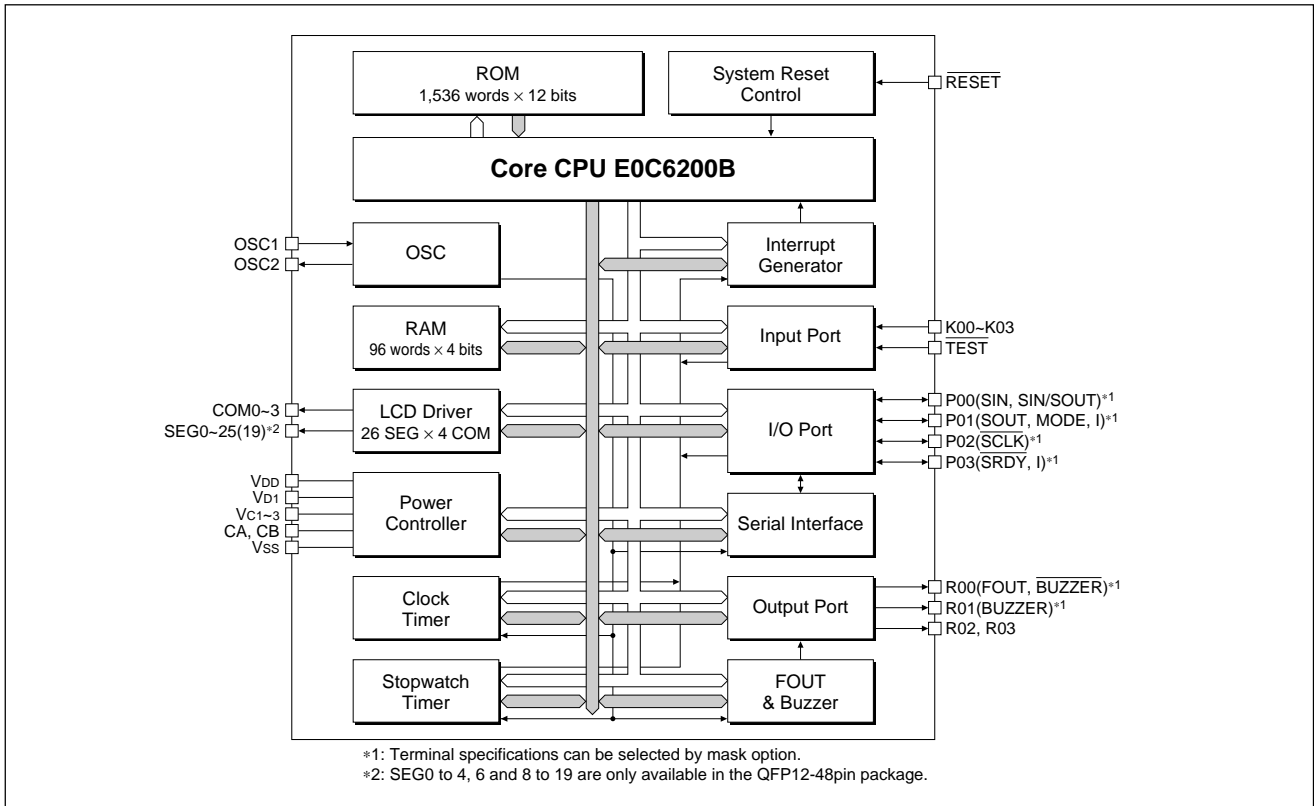 ROM
1,536 words × 12 bits
System Reset
Control
RESET
Core CPU E0C6200B
OSC1
OSC2
OSC
Interrupt
Generator
RAM
96 words × 4 bits
Input Port
K00~K03
TEST
COM0~3
SEG0~25(19)*2
LCD Driver
26 SEG × 4 COM
I/O Port
P00(SIN, SIN/SOUT)*1
P01(SOUT, MODE, I)*1
P02(SCLK)*1
P03(SRDY, I)*1
VDD
VD1
VC1~3
CA, CB
VSS
Power
Controller
Serial Interface
Clock
Timer
Output Port
R00(FOUT, BUZZER)*1
R01(BUZZER)*1
R02, R03
Stopwatch
Timer
FOUT
& Buzzer
*1: Terminal specifications can be selected by mask option.
*2: SEG0 to 4, 6 and 8 to 19 are only available in the QFP12-48pin package.